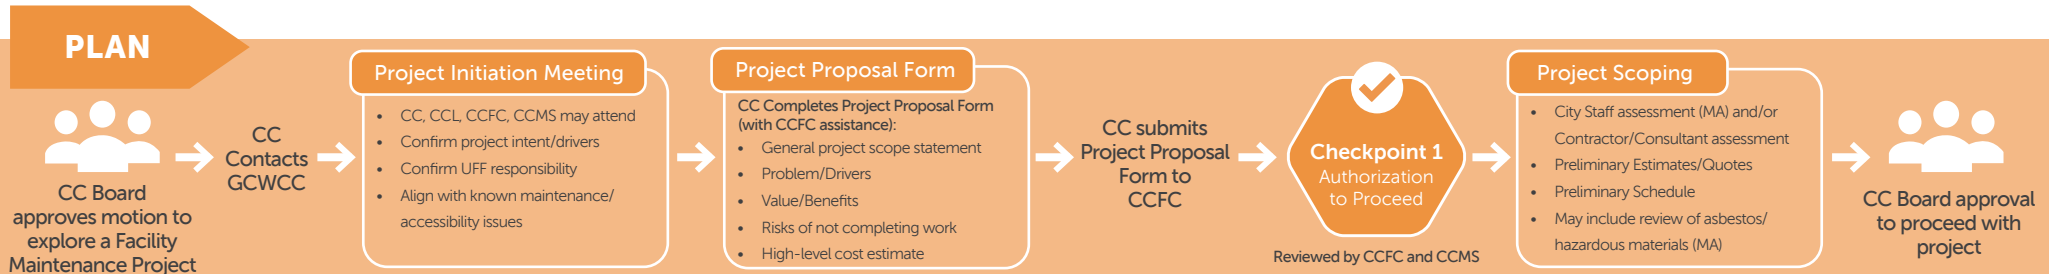 PLAN
CC Board
approves motion to
explore a Facility
Maintenance Project
CC
Contacts
GCWCC
Project Initiation Meeting
• CC, CCL, CCFC, CCMS may attend
• Confirm project intent/drivers
• Confirm UFF responsibility
• Align with known maintenance/
accessibility issues
Project Proposal Form
CC Completes Project Proposal Form
(with CCFC assistance):
• General project scope statement
• Problem/Drivers
• Value/Benefits
• Risks of not completing work
• High-level cost estimate
CC submits
Project Proposal
Form to
CCFC
Checkpoint 1
Authorization
to Proceed
Reviewed by CCFC and CCMS
Project Scoping
• City Staff assessment (MA) and/or
Contractor/Consultant assessment
• Preliminary Estimates/Quotes
• Preliminary Schedule
• May include review of asbestos/
hazardous materials (MA)
CC Board approval
to proceed with
project